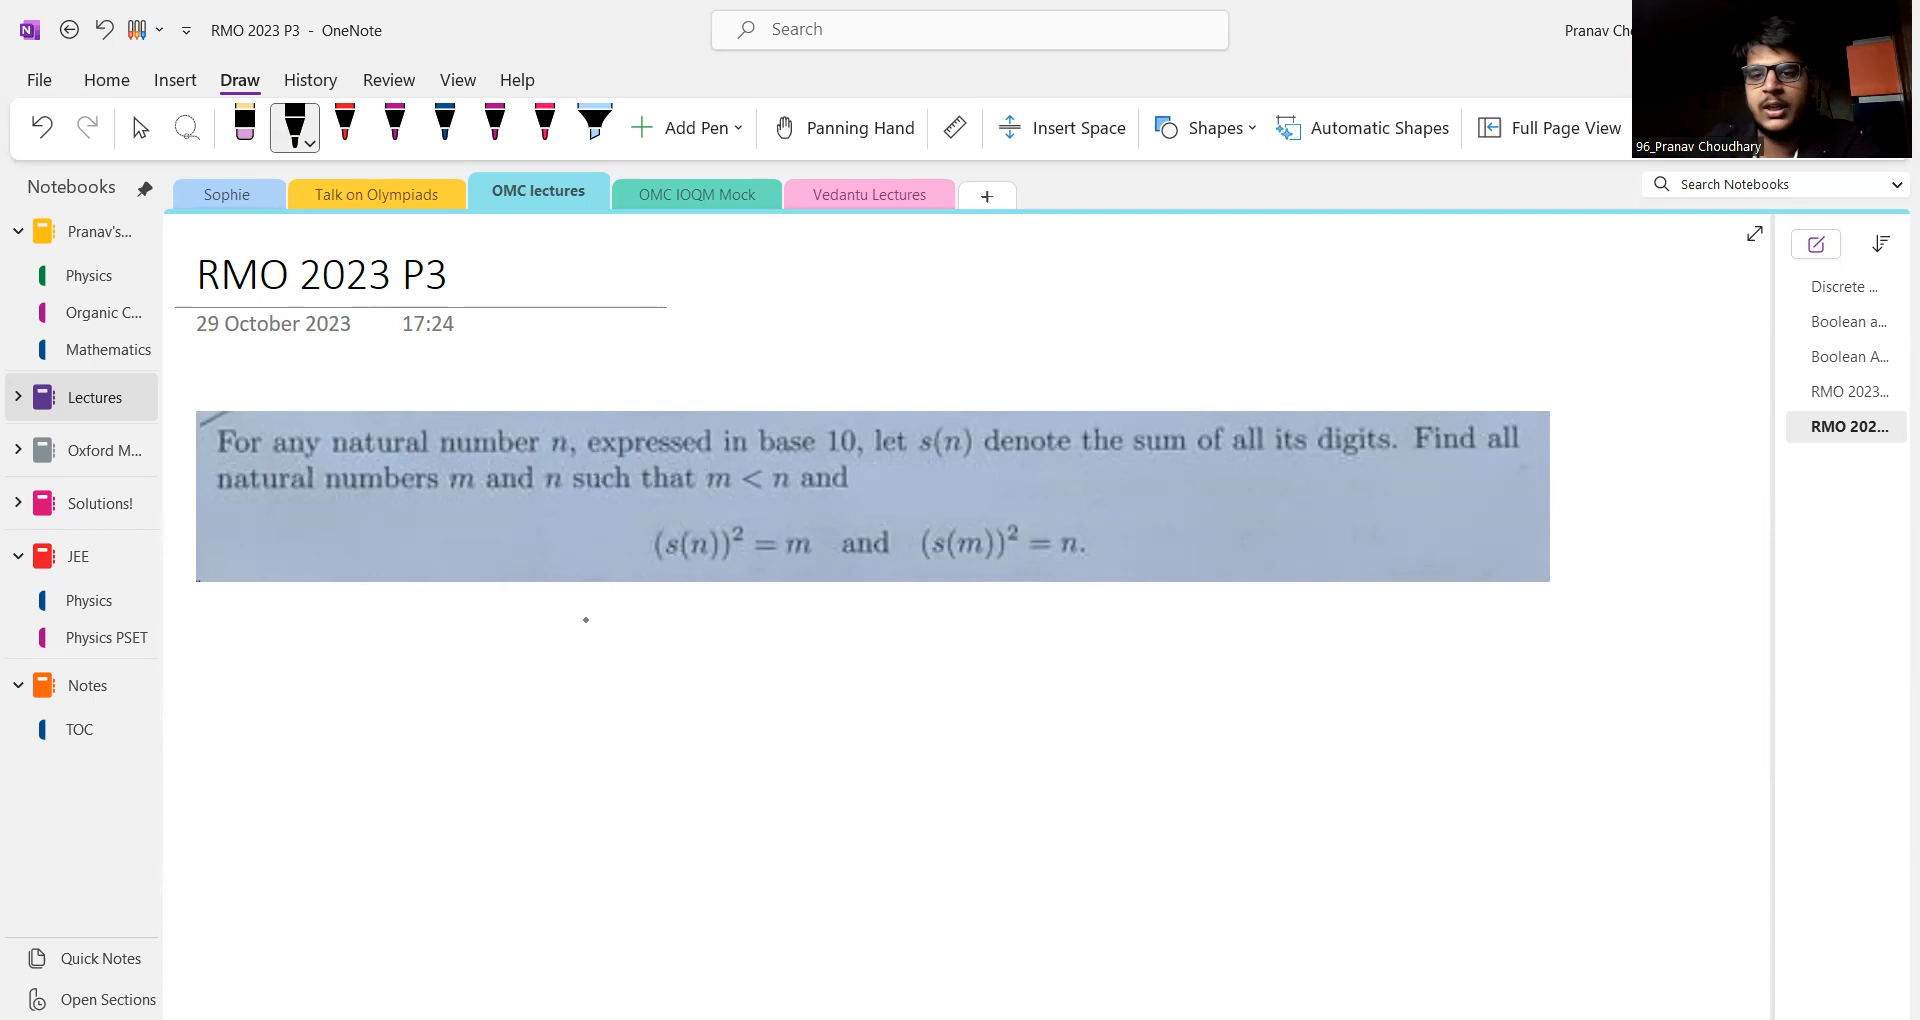 RMO 2023 P3 - OneNote
Search
Pranav Ch
File Home Insert Draw History Review View Help
Add Pen Panning Hand Insert Space Shapes Automatic Shapes Full Page View
96_Pranav Choudhary
Notebooks
Sophie Talk on Olympiads OMC lectures OMC IOQM Mock Vedantu Lectures +
Search Notebooks
Pranav's...
Physics
Organic C...
Mathematics
Lectures
Oxford M...
Solutions!
JEE
Physics
Physics PSET
Notes
TOC
Quick Notes
Open Sections
RMO 2023 P3
29 October 2023 17:24
For any natural number n, expressed in base 10, let s(n) denote the sum of all its digits. Find all
natural numbers m and n such that m < n and
(s(n))² = m and (s(m))² = n.
Discrete ...
Boolean a...
Boolean A...
RMO 2023...
RMO 202...